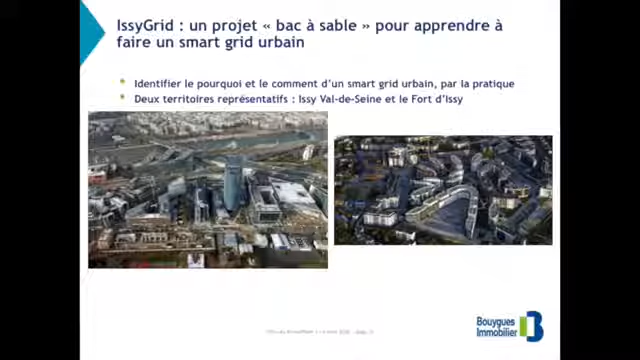 IssyGrid : un projet « bac à sable » pour apprendre à
faire un smart grid urbain
Identifier le pourquoi et le comment d'un smart grid urbain, par la pratique
Deux territoires représentatifs : Issy Val-de-Seine et le Fort d'Issy
Bouygues
Immobilier